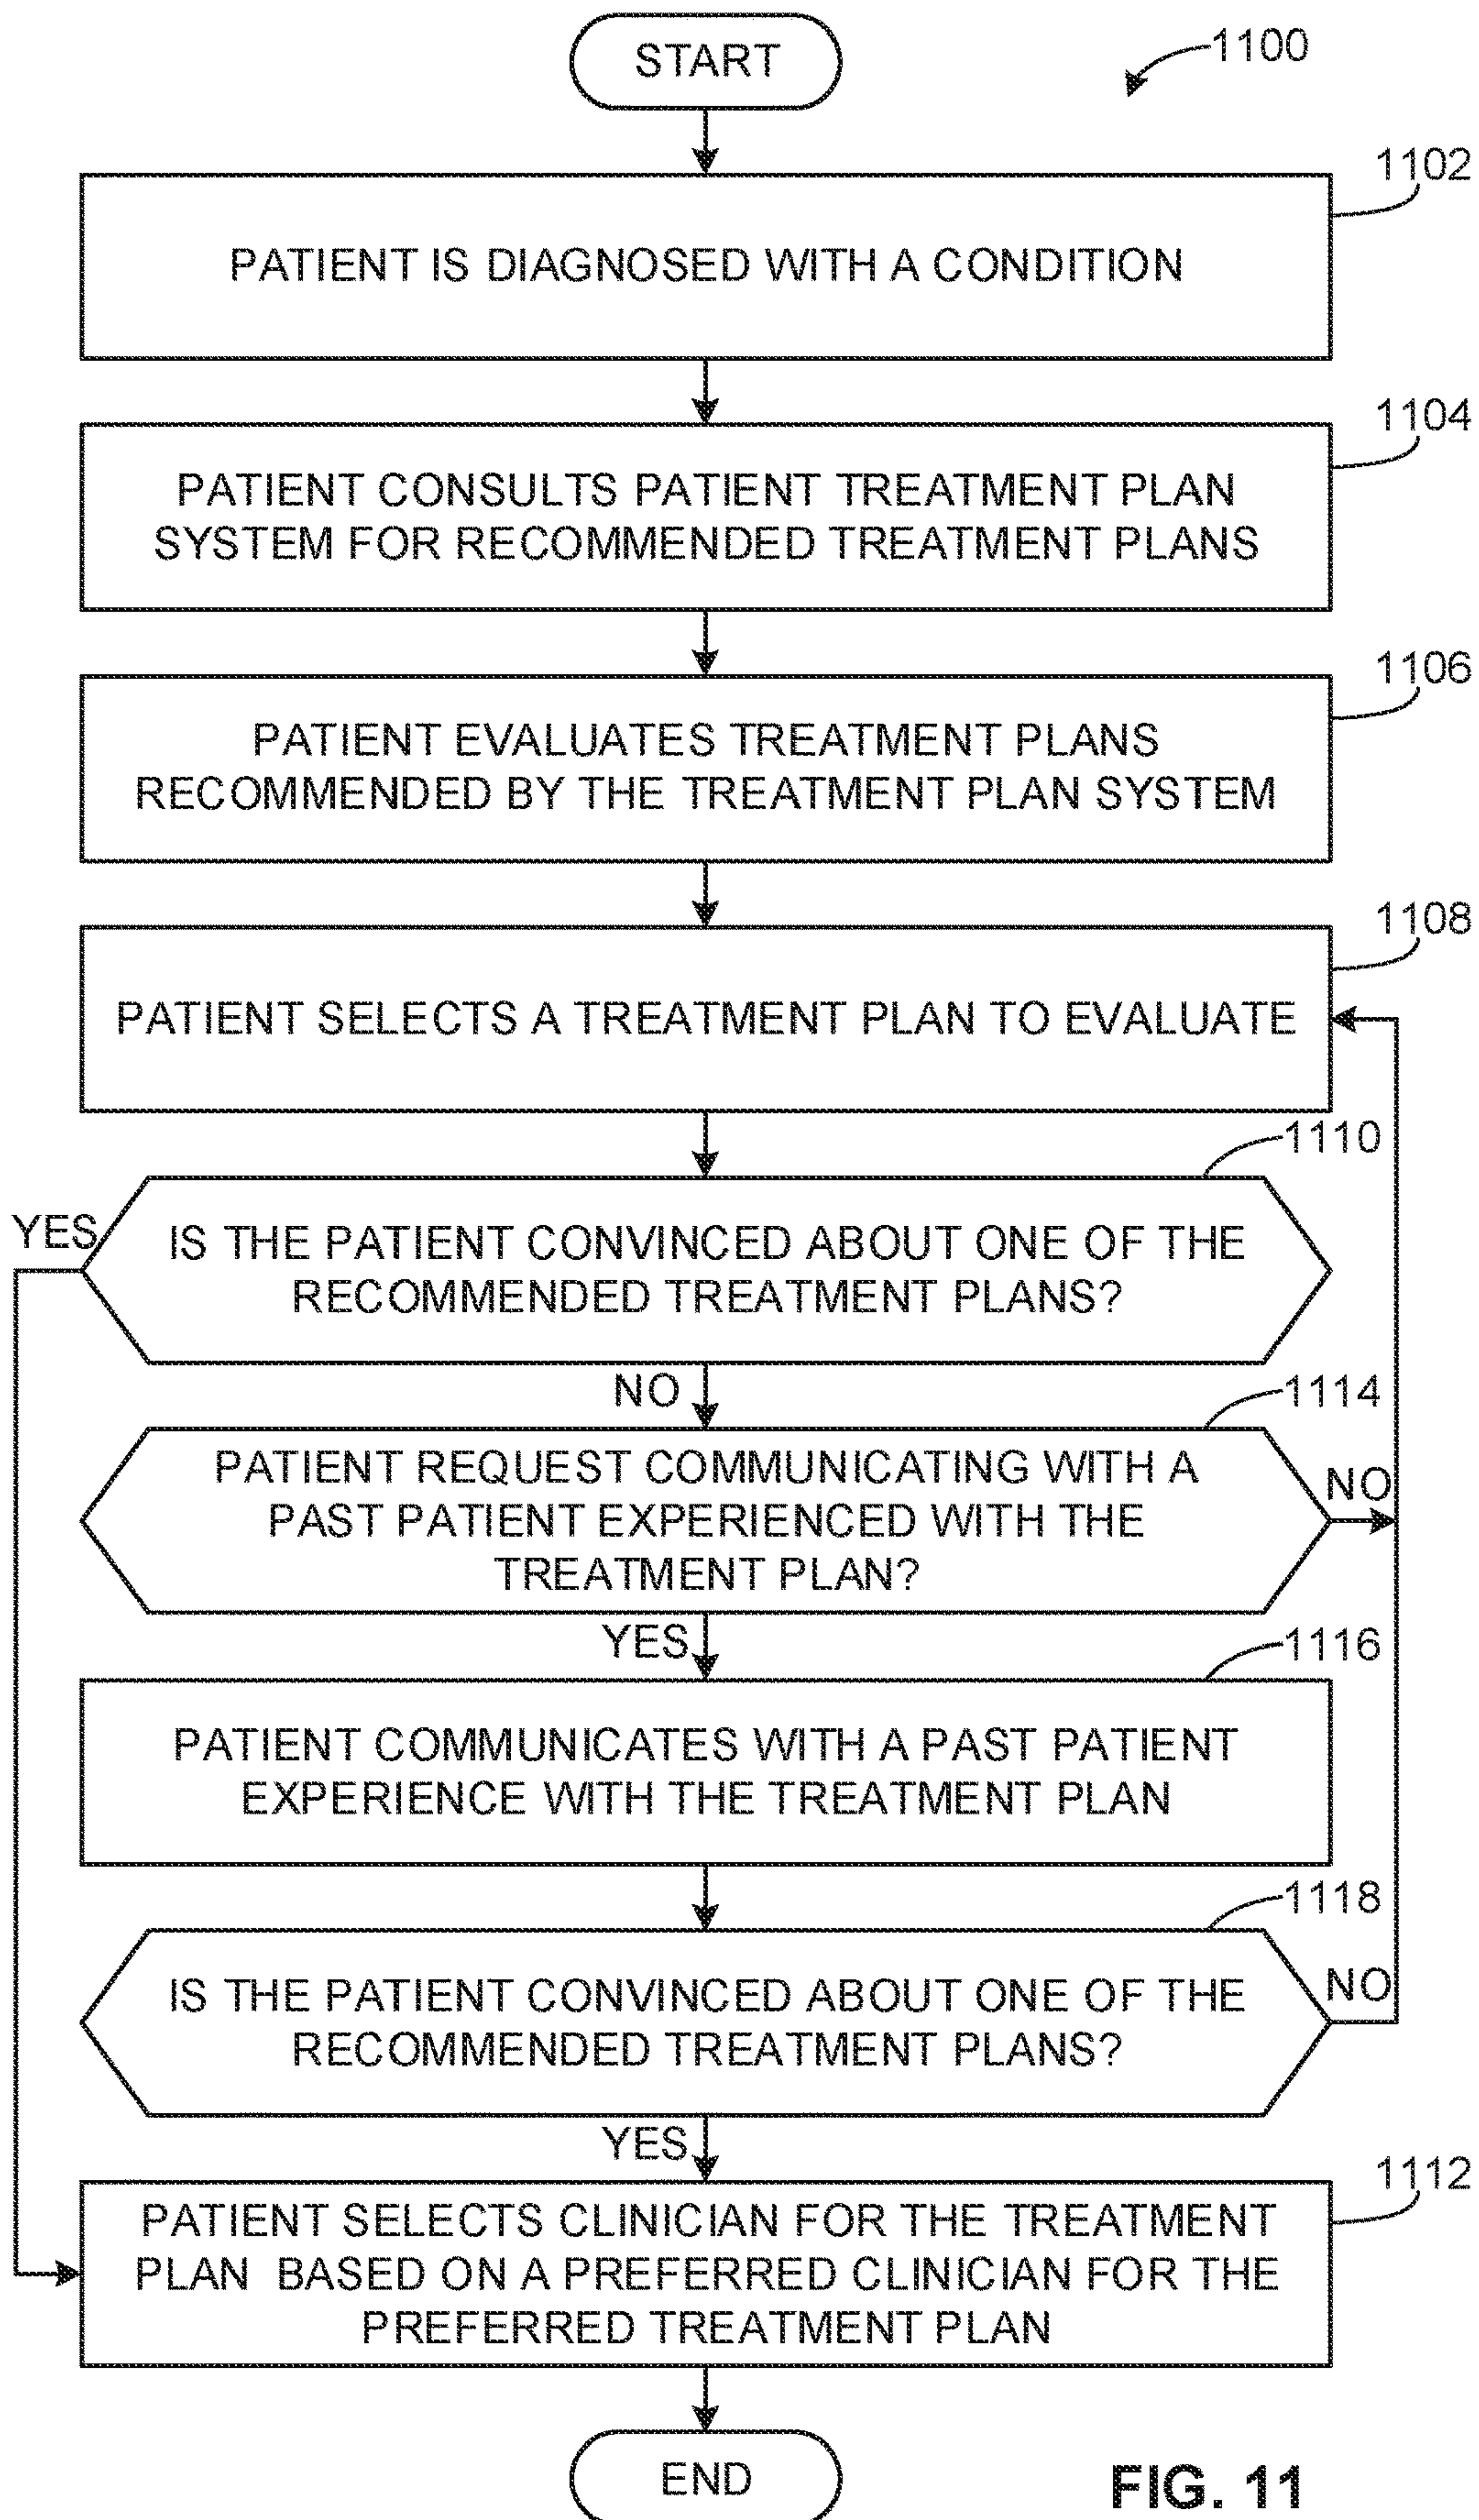 START
1100
1102
PATIENT IS DIAGNOSED WITH A CONDITION
1104
PATIENT CONSULTS PATIENT TREATMENT PLAN
SYSTEM FOR RECOMMENDED TREATMENT PLANS
1106
PATIENT EVALUATES TREATMENT PLANS
RECOMMENDED BY THE TREATMENT PLAN SYSTEM
1108
PATIENT SELECTS A TREATMENT PLAN TO EVALUATE
1110
YES
IS THE PATIENT CONVINCED ABOUT ONE OF THE
RECOMMENDED TREATMENT PLANS?
NO
1114
PATIENT REQUEST COMMUNICATING WITH A
PAST PATIENT EXPERIENCED WITH THE
TREATMENT PLAN?
NO
YES
1116
PATIENT COMMUNICATES WITH A PAST PATIENT
EXPERIENCE WITH THE TREATMENT PLAN
1118
IS THE PATIENT CONVINCED ABOUT ONE OF THE
RECOMMENDED TREATMENT PLANS?
NO
YES
1112
PATIENT SELECTS CLINICIAN FOR THE TREATMENT
PLAN  BASED ON A PREFERRED CLINICIAN FOR THE
PREFERRED TREATMENT PLAN
END
FIG. 11